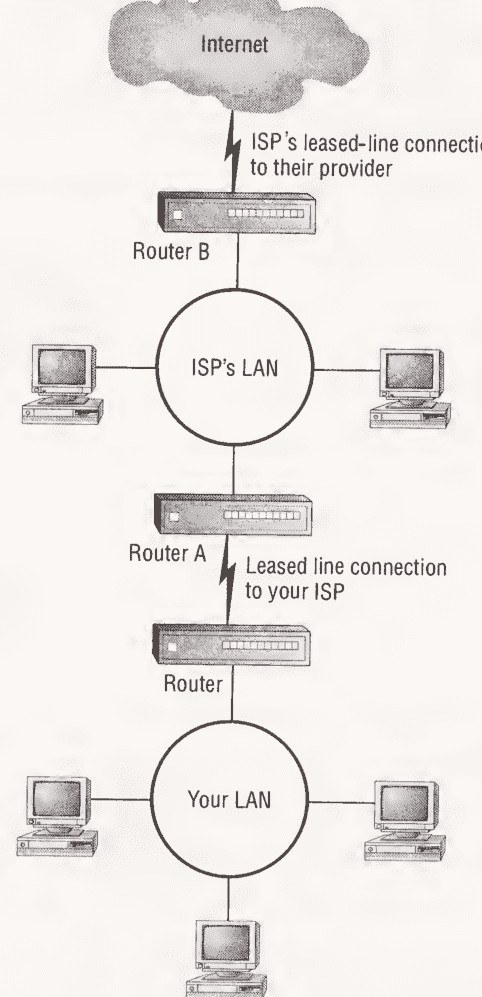 Internet
ISP's leased-line connecti
to their provider
Router B
ISP's LAN
Router A
Leased line connection
to your ISP
Router
Your LAN